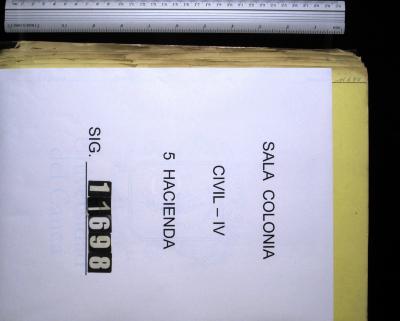 SALA COLONIA
CIVIL – IV
5 HACIENDA
SIG. 11698